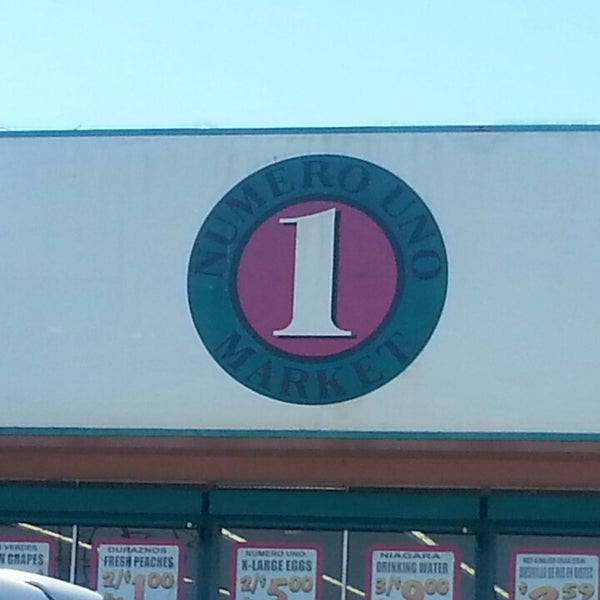 NUMERO UNO
1
MARKET
VERDES
GRAPES
DURAZNOS
FRESH PEACHES
2/$1.00
NUMERO UNO
X-LARGE EGGS
2/$5.00
NIAGARA
DRINKING WATER
3/$9.00